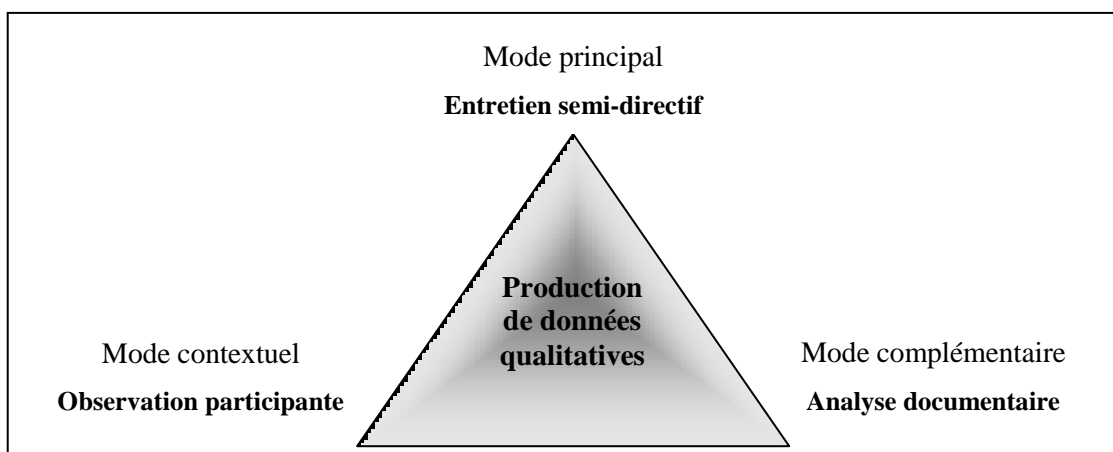 Mode principal
Entretien semi-directif
Production
de données
qualitatives
Mode contextuel
Observation participante
Mode complémentaire
Analyse documentaire